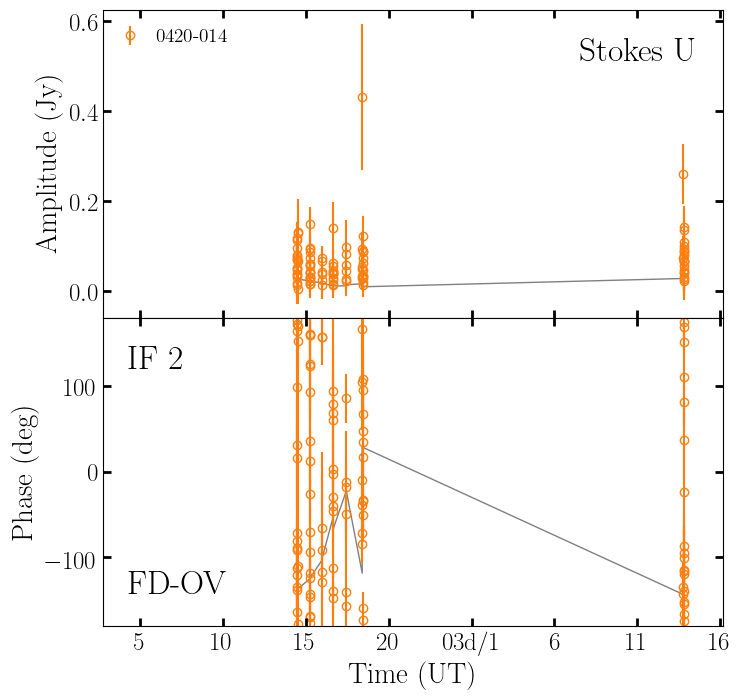 0420-014
Stokes U
Amplitude (Jy)
0.6
0.4
0.2
0.0
IF 2
Phase (deg)
100
0
−100
FD-OV
5 10 15 20 03d/1 6 11 16
Time (UT)